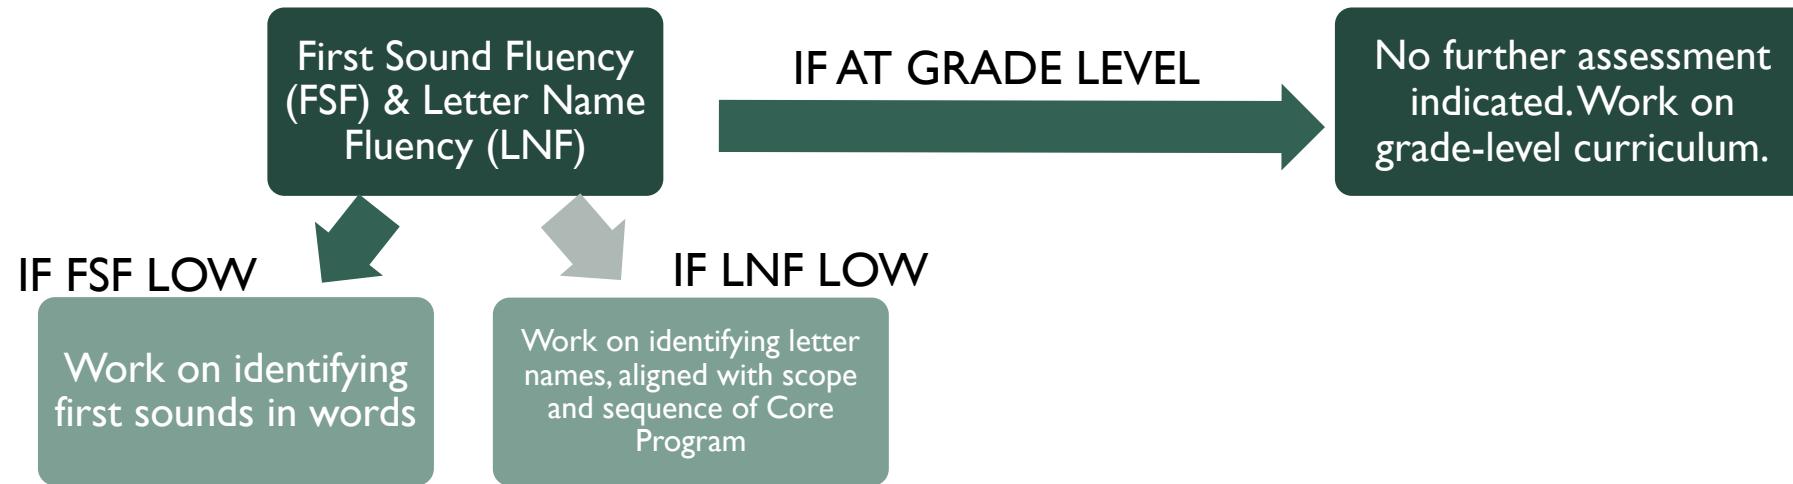 First Sound Fluency
(FSF) & Letter Name
Fluency (LNF)
IF AT GRADE LEVEL
No further assessment
indicated. Work on
grade-level curriculum.
IF FSF LOW
IF LNF LOW
Work on identifying
first sounds in words
Work on identifying letter
names, aligned with scope
and sequence of Core
Program